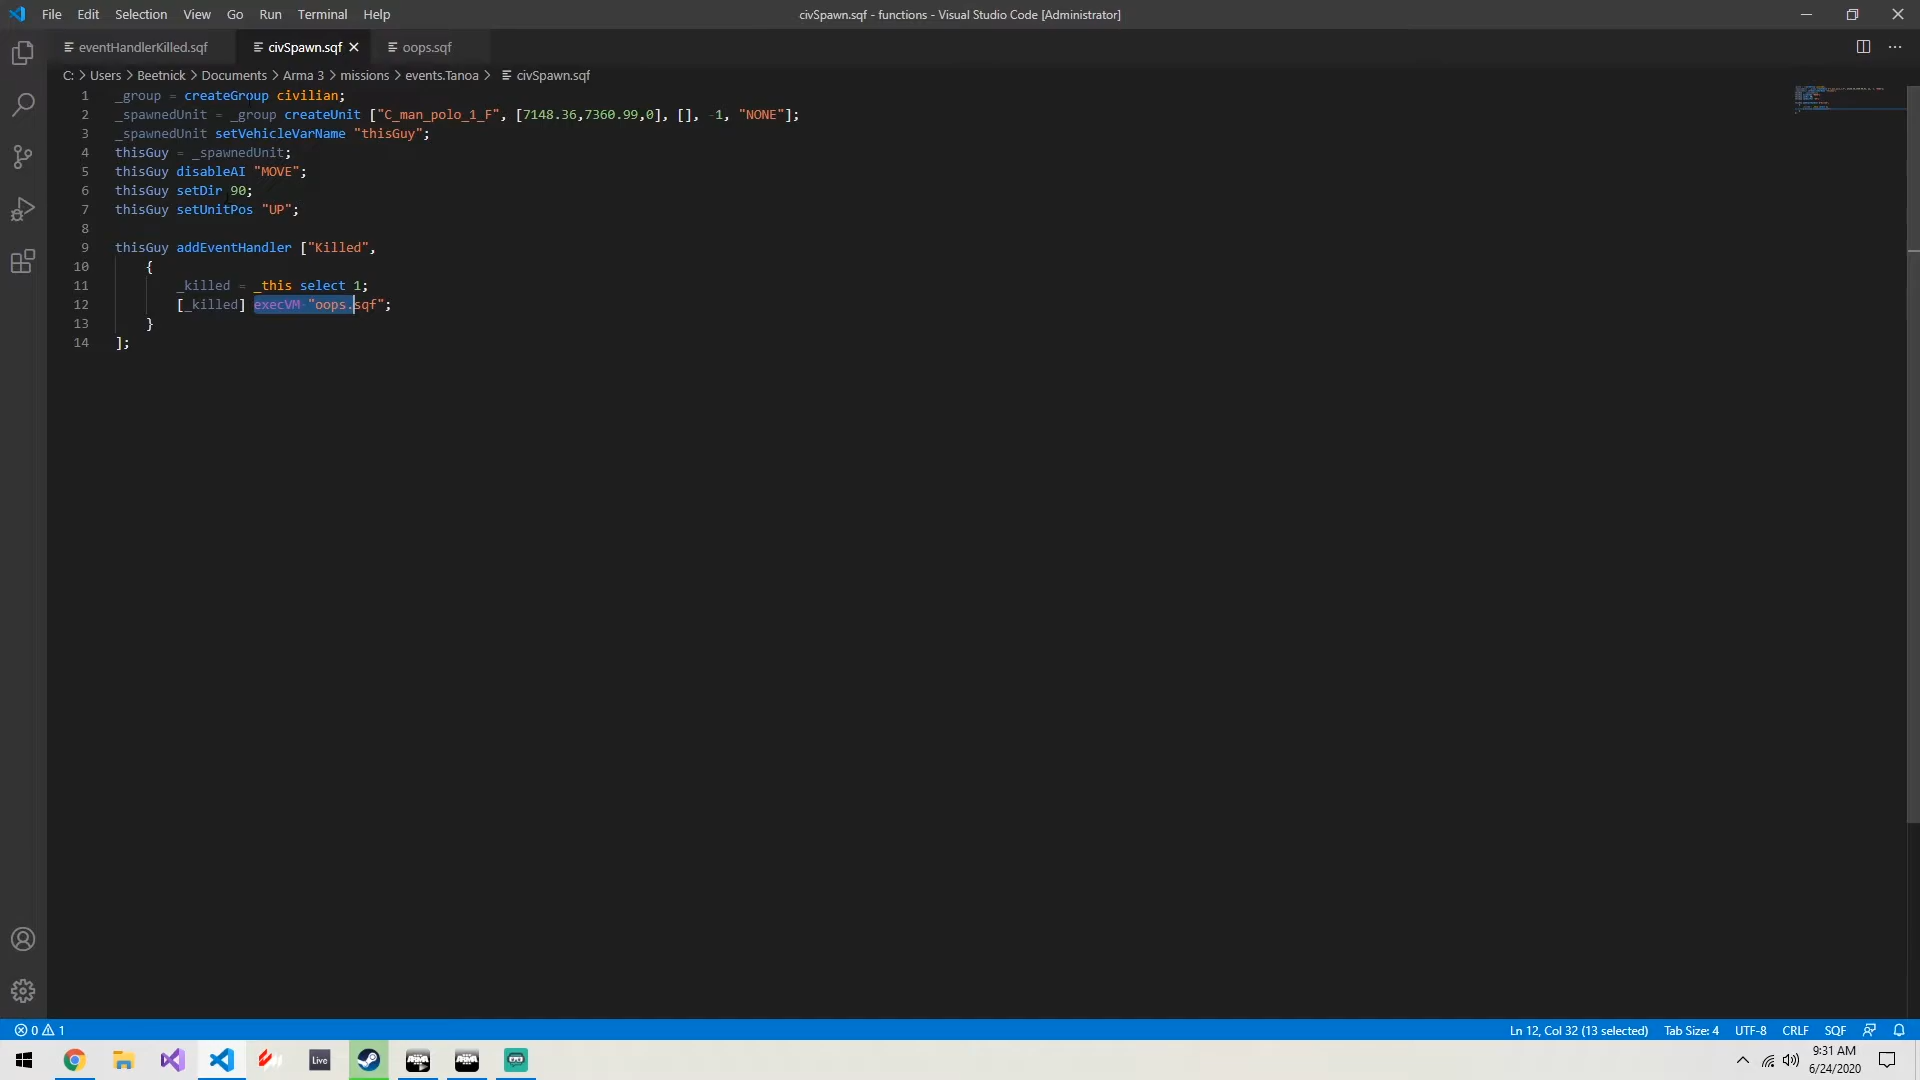 File Edit Selection View Go Run Terminal Help
civSpawn.sqf - functions - Visual Studio Code [Administrator]
eventHandlerKilled.sqf civSpawn.sqf oops.sqf
C: > Users > Beetnick > Documents > Arma 3 > missions > events.Tanoa > civSpawn.sqf
1 _group = createGroup civilian;
2 _spawnedUnit = _group createUnit ["C_man_polo_1_F", [7148.36,7360.99,0], [], -1, "NONE"];
3 _spawnedUnit setVehicleVarName "thisGuy";
4 thisGuy = _spawnedUnit;
5 thisGuy disableAI "MOVE";
6 thisGuy setDir 90;
7 thisGuy setUnitPos "UP";
8
9 thisGuy addEventHandler ["Killed",
10 {
11 _killed = _this select 1;
12 [_killed] execVM "oops.sqf";
13 }
14 ];
0 1
Ln 12, Col 32 (13 selected) Tab Size: 4 UTF-8 CRLF SQF
Live
9:31 AM
6/24/2020